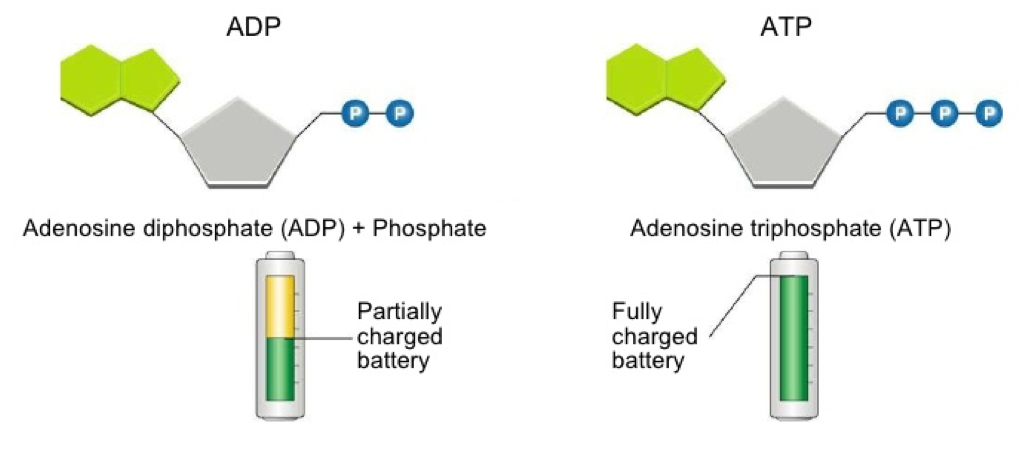 ADP
ATP
P P
P P P
Adenosine diphosphate (ADP) + Phosphate
Adenosine triphosphate (ATP)
Partially
charged
battery
Fully
charged
battery